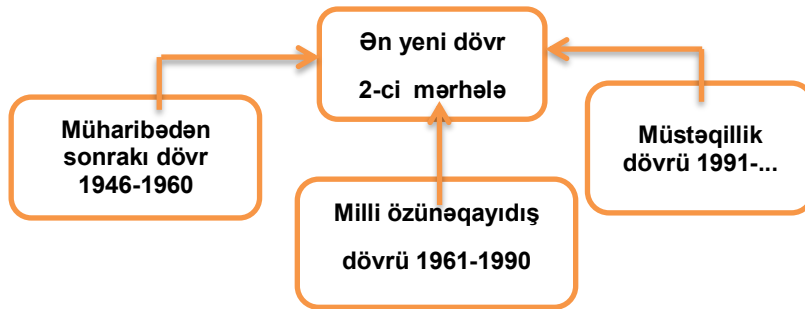 Ən yeni dövr
2-ci mərhələ
Müharibədən
sonrakı dövr
1946-1960
Milli özünəqayıdış
dövrü 1961-1990
Müstəqillik
dövrü 1991-...